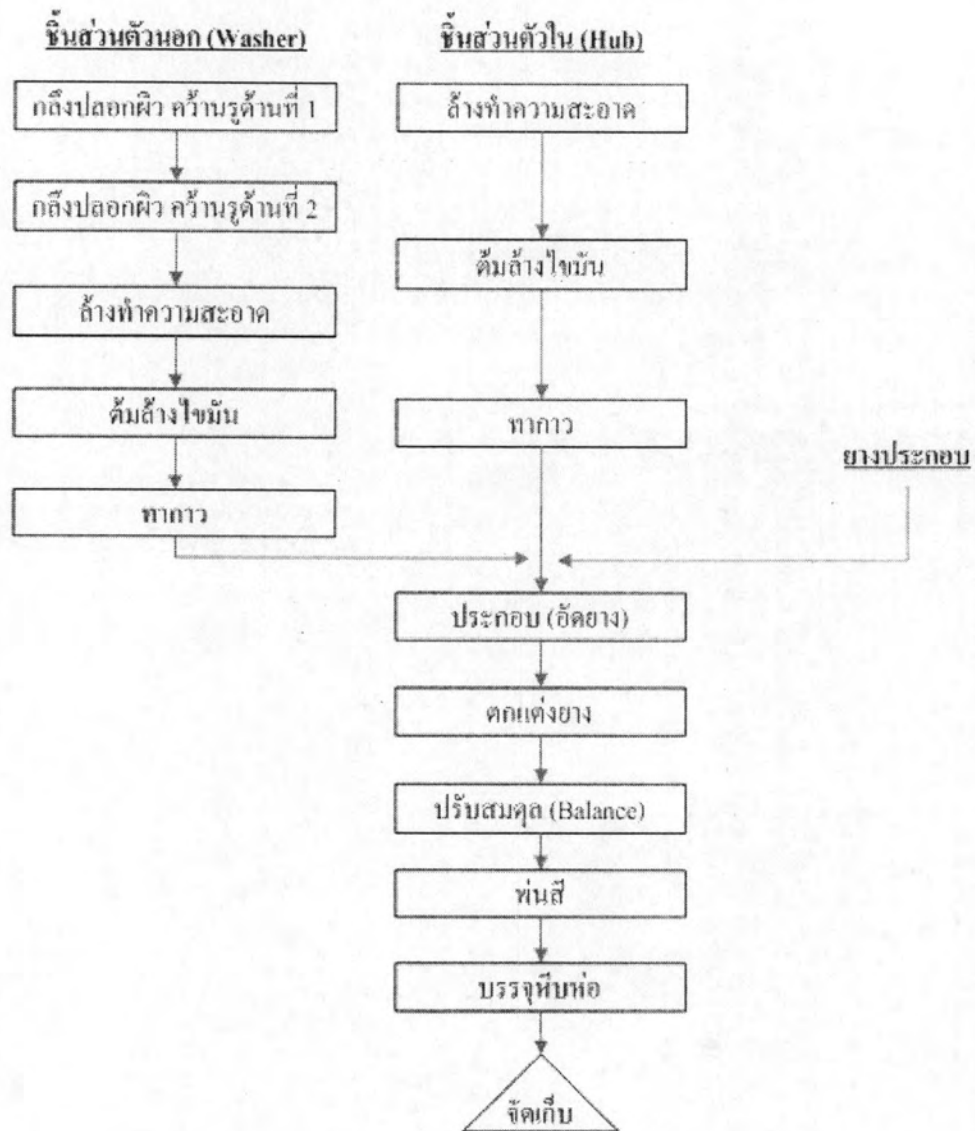 ชิ้นส่วนตัวนอก (Washer)
กลึงปลอกผิว คว้านรูด้านที่ 1
กลึงปลอกผิว คว้านรูด้านที่ 2
ล้างทำความสะอาด
ต้มล้างไขมัน
ทากาว
ชิ้นส่วนตัวใน (Hub)
ล้างทำความสะอาด
ต้มล้างไขมัน
ทากาว
ยางประกอบ
ประกอบ (อัดยาง)
ตกแต่งยาง
ปรับสมดุล (Balance)
พ่นสี
บรรจุหีบห่อ
จัดเก็บ